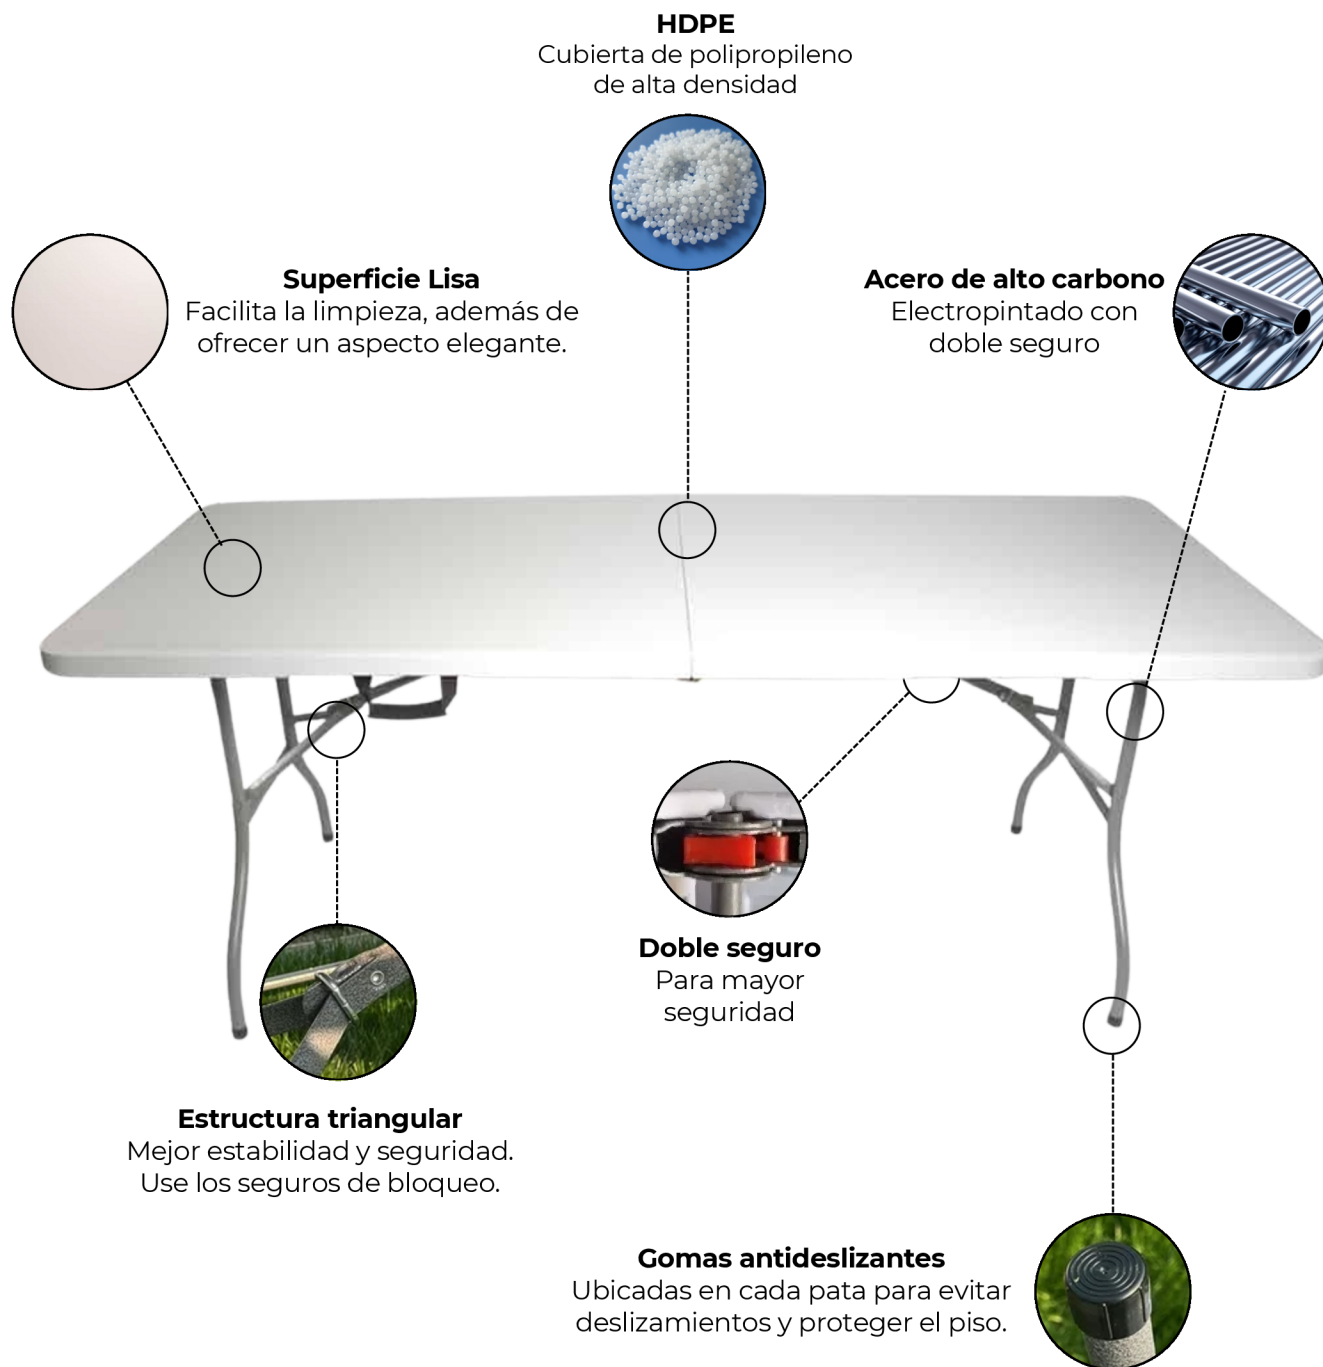 HDPE
Cubierta de polipropileno
de alta densidad
Superficie Lisa
Facilita la limpieza, además de
ofrecer un aspecto elegante.
Acero de alto carbono
Electropintado con
doble seguro
Doble seguro
Para mayor
seguridad
Estructura triangular
Mejor estabilidad y seguridad.
Use los seguros de bloqueo.
Gomas antideslizantes
Ubicadas en cada pata para evitar
deslizamientos y proteger el piso.